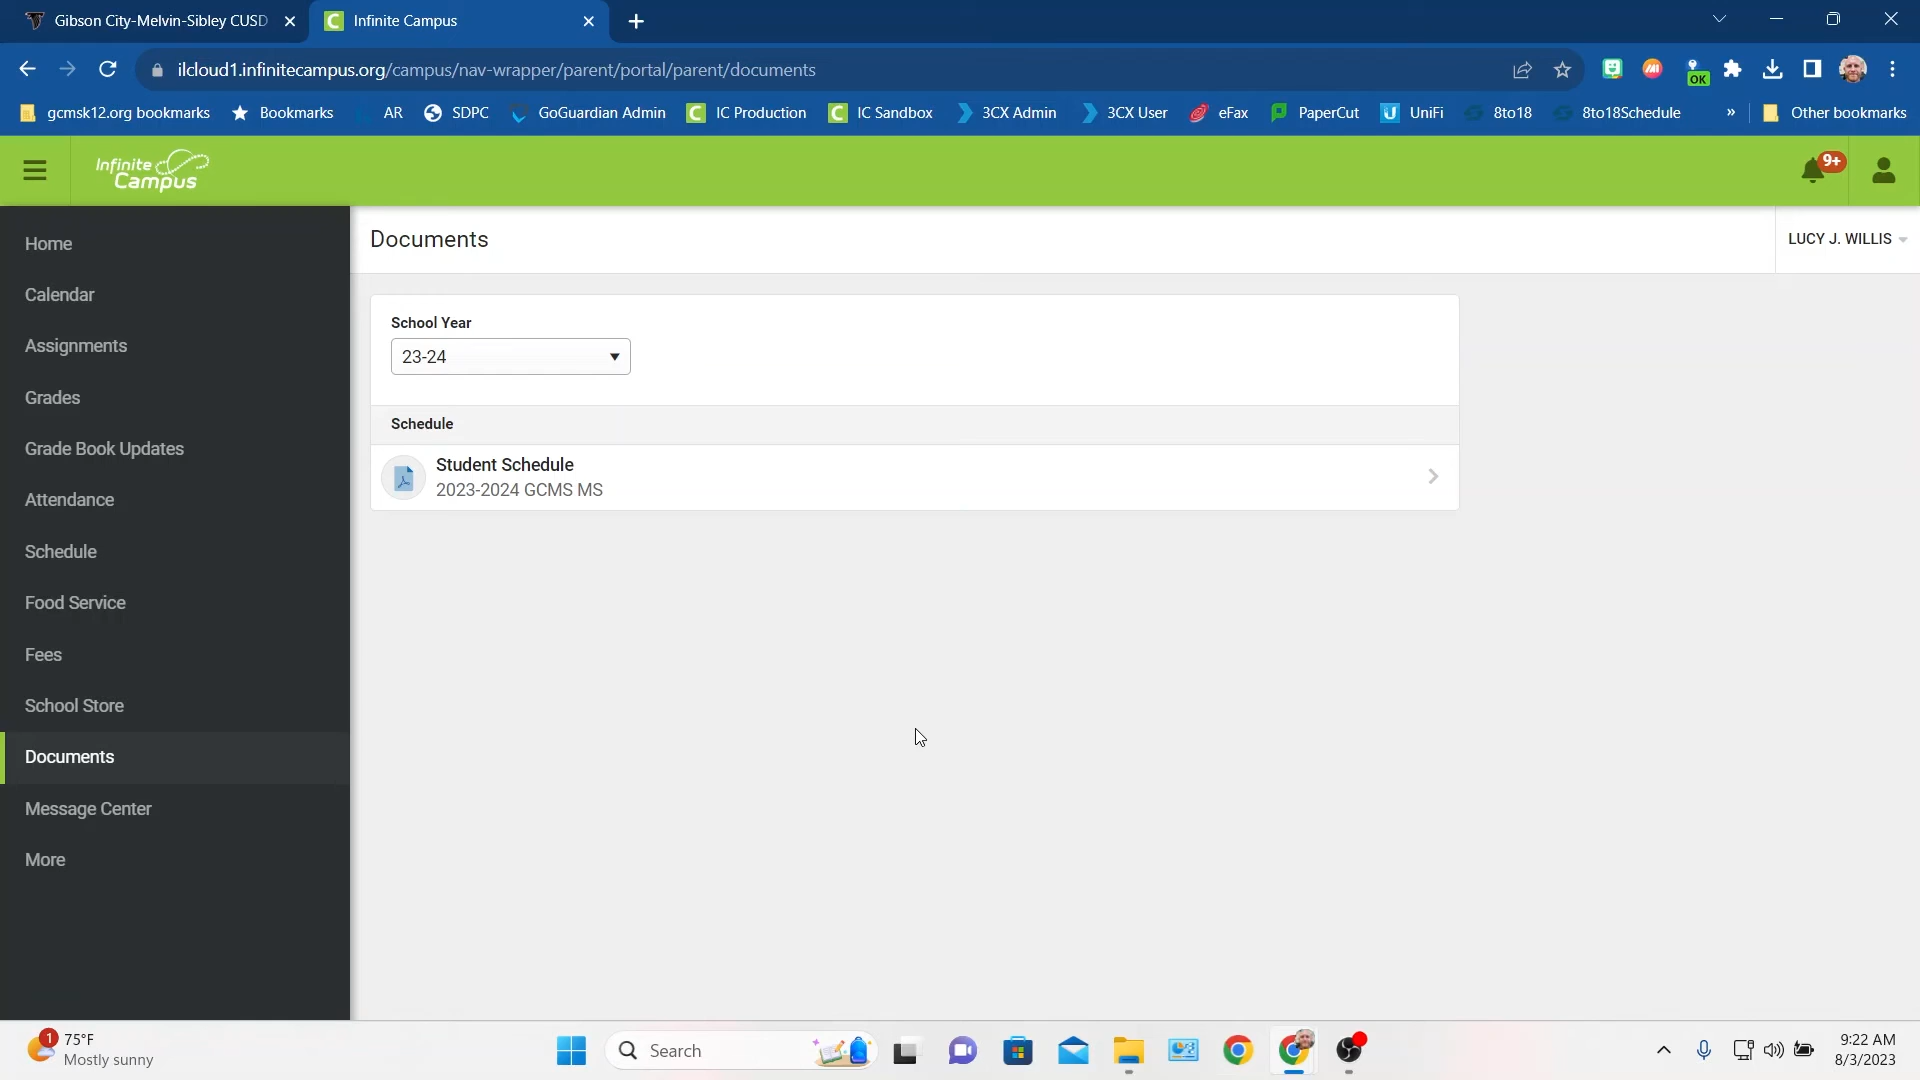 Gibson City-Melvin-Sibley CUSD
Infinite Campus
ilcloud1.infinitecampus.org/campus/nav-wrapper/parent/portal/parent/documents
OK
gcmsk12.org bookmarks
Bookmarks
AR
SDPC
GoGuardian Admin
IC Production
IC Sandbox
3CX Admin
3CX User
eFax
PaperCut
UniFi
8to18
8to18Schedule
»
Other bookmarks
Infinite
Campus
9+
Home
Calendar
Assignments
Grades
Grade Book Updates
Attendance
Schedule
Food Service
Fees
School Store
Documents
Message Center
More
Documents
LUCY J. WILLIS
School Year
23-24
Schedule
Student Schedule
2023-2024 GCMS MS
1
75°F
Mostly sunny
Search
9:22 AM
8/3/2023